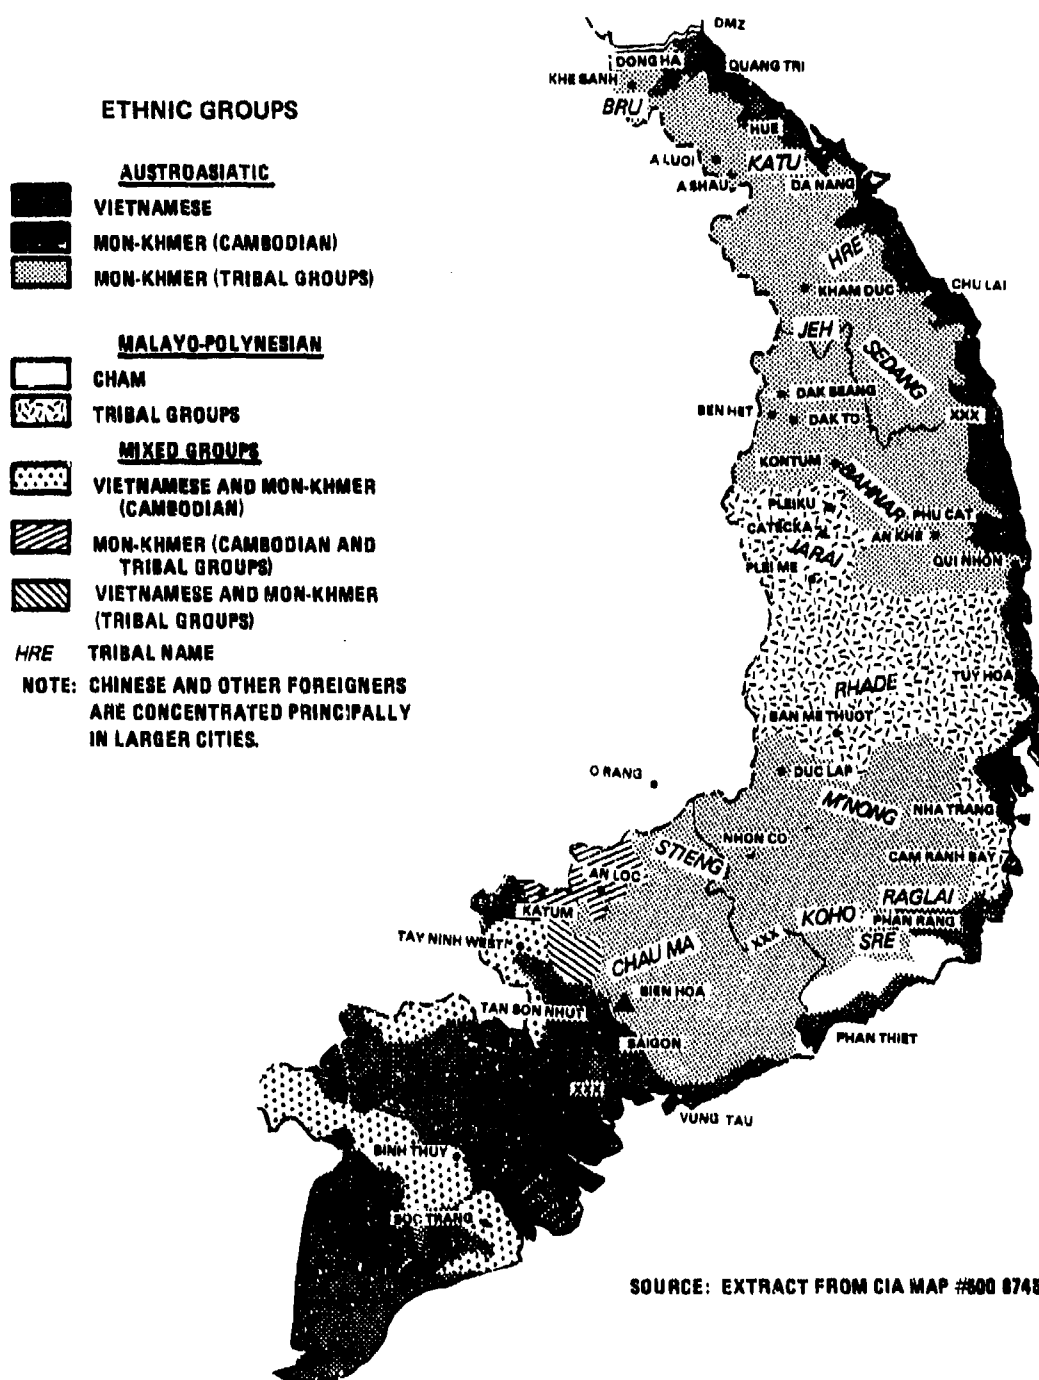 ETHNIC GROUPS
AUSTROASIATIC
VIETNAMESE
MON-KHMER (CAMBODIAN)
MON-KHMER (TRIBAL GROUPS)
MALAYO-POLYNESIAN
CHAM
TRIBAL GROUPS
MIXED GROUPS
VIETNAMESE AND MON-KHMER
(CAMBODIAN)
MON-KHMER (CAMBODIAN AND
TRIBAL GROUPS)
VIETNAMESE AND MON-KHMER
(TRIBAL GROUPS)
HRE TRIBAL NAME
NOTE: CHINESE AND OTHER FOREIGNERS
ARE CONCENTRATED PRINCIPALLY
IN LARGER CITIES.
DMZ
DONG HA
QUANG TRI
KHE SANH
BRU
HUE
A LUOI
KATU
A SHAU
DA NANG
HRE
KHAM DUC
CHU LAI
JEH
SEDANG
DAK SEANG
BEN HET
DAK TO
XXX
KONTUM
BAHNAR
PLEIKU
PHU CAT
CATECKA
AN KHE
JARAI
QUI NHON
PLEI ME
RHADE
TUY HOA
BAN ME THUOT
O RANG
DUC LAP
M'NONG
NHA TRANG
NHON CO
STIENG
CAM RANH BAY
AN LOC
RAGLAI
KATUM
KOHO
PHAN RANG
TAY NINH WEST
XXX
SRE
CHAU MA
BIEN HOA
TAN SON NHUT
PHAN THIET
SAIGON
XXX
VUNG TAU
BINH THUY
SOC TRANG
SOURCE: EXTRACT FROM CIA MAP